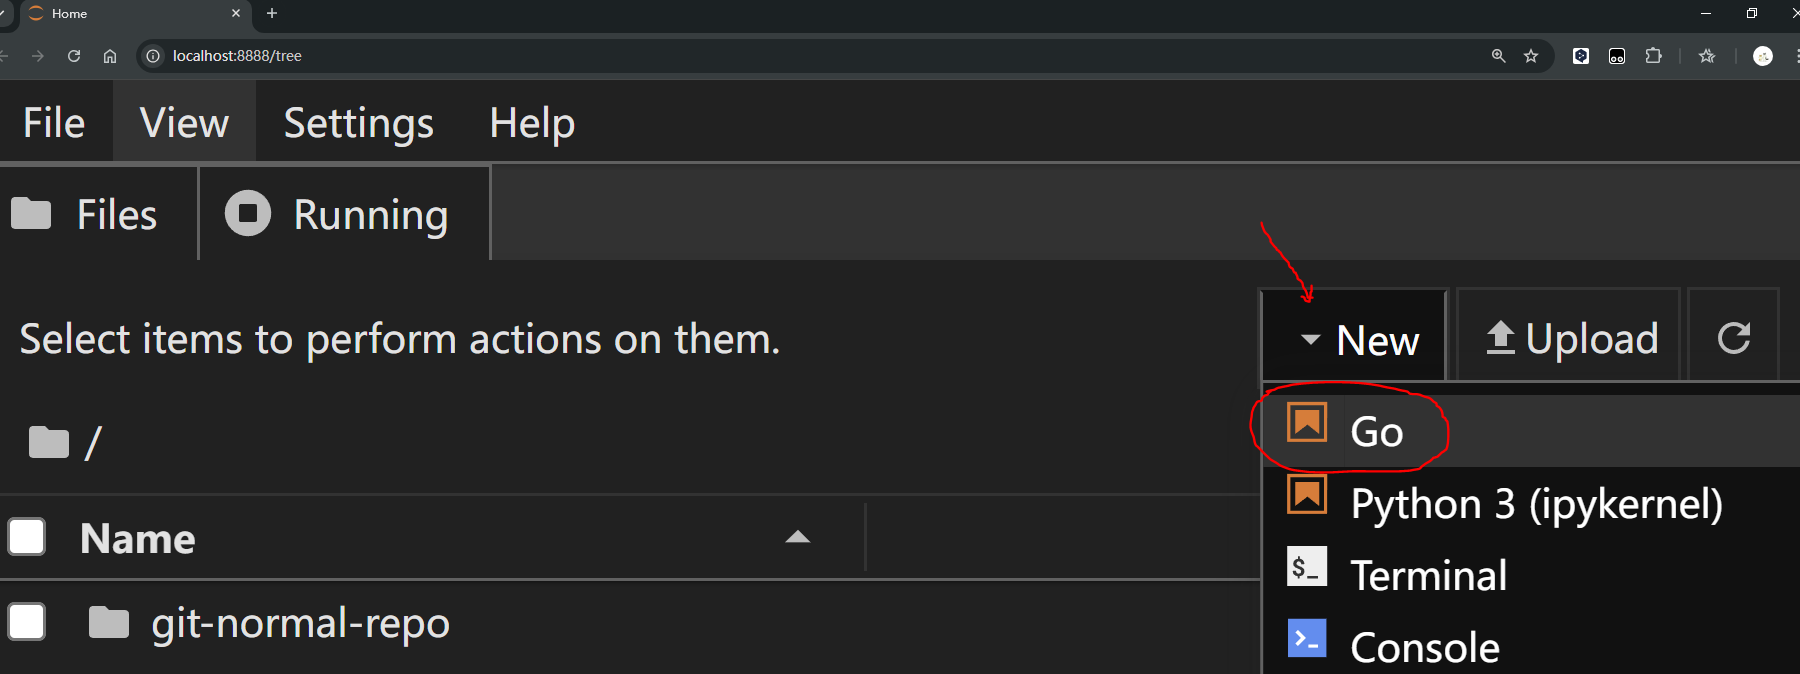 Home
localhost:8888/tree
File View Settings Help
Files Running
Select items to perform actions on them.
New Upload
/
Go
Python 3 (ipykernel)
Name
$_ Terminal
git-normal-repo
>_ Console